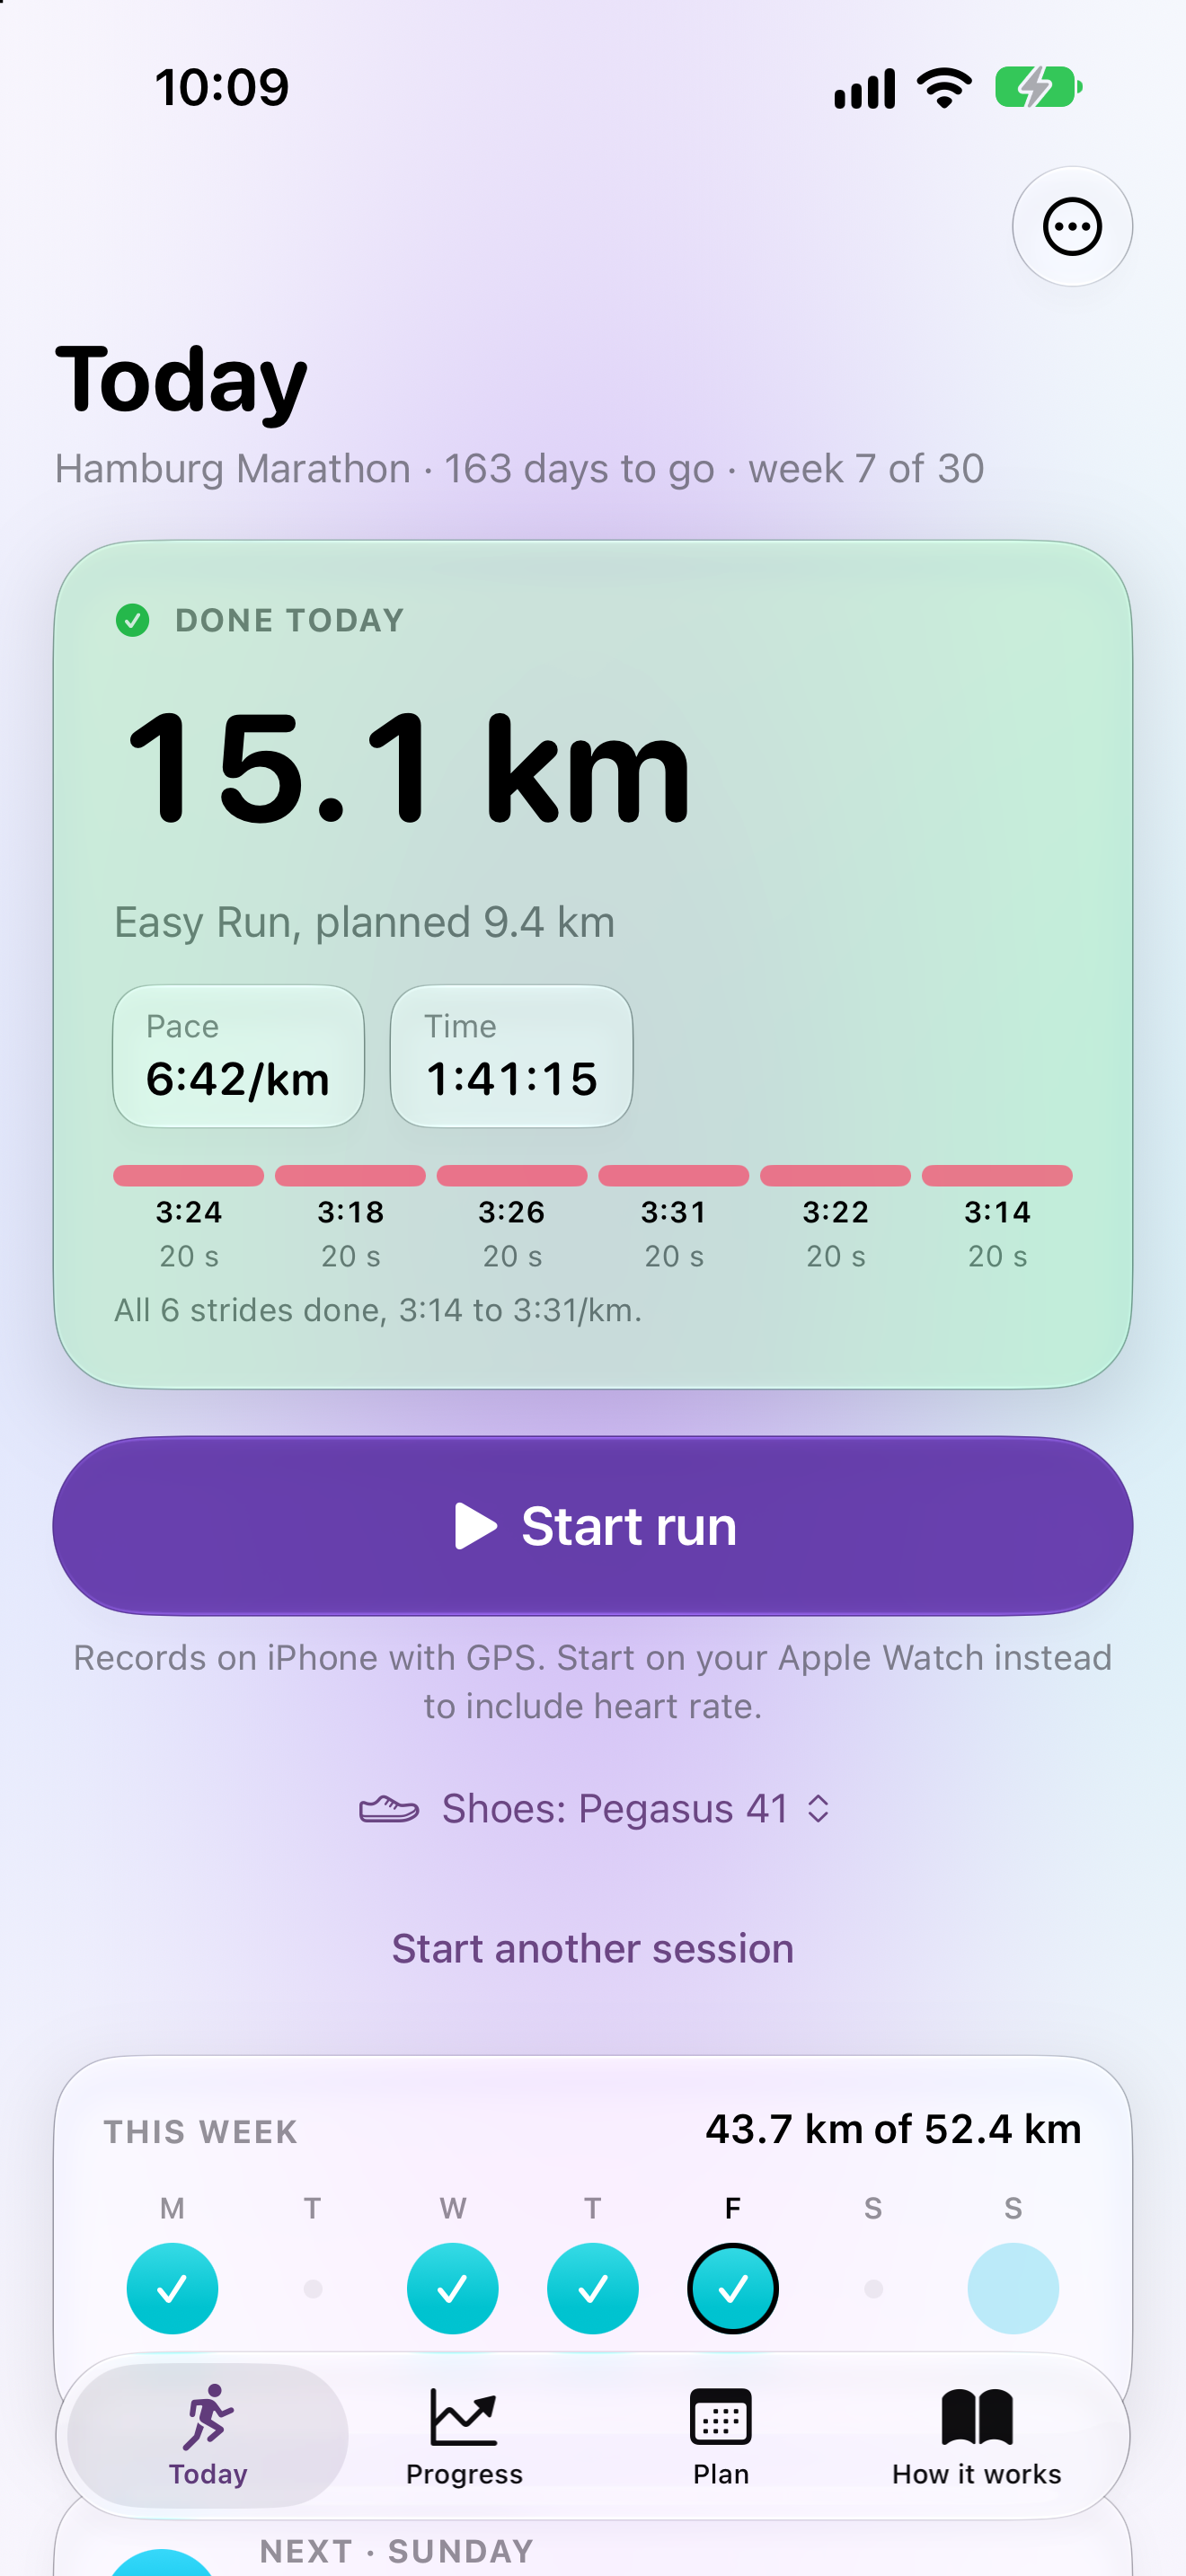 10:09
Today
Hamburg Marathon · 163 days to go · week 7 of 30
DONE TODAY
15.1 km
Easy Run, planned 9.4 km
Pace
6:42/km
Time
1:41:15
3:24 3:18 3:26 3:31 3:22 3:14
20 s 20 s 20 s 20 s 20 s 20 s
All 6 strides done, 3:14 to 3:31/km.
Start run
Records on iPhone with GPS. Start on your Apple Watch instead
to include heart rate.
Shoes: Pegasus 41
Start another session
THIS WEEK 43.7 km of 52.4 km
M T W T F S S
Today Progress Plan How it works
NEXT · SUNDAY